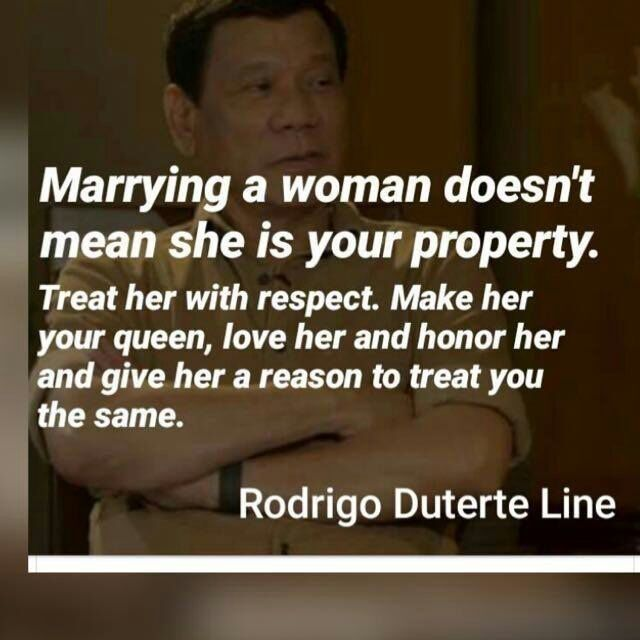 Marrying a woman doesn't
mean she is your property.
Treat her with respect. Make her
your queen, love her and honor her
and give her a reason to treat you
the same.
Rodrigo Duterte Line